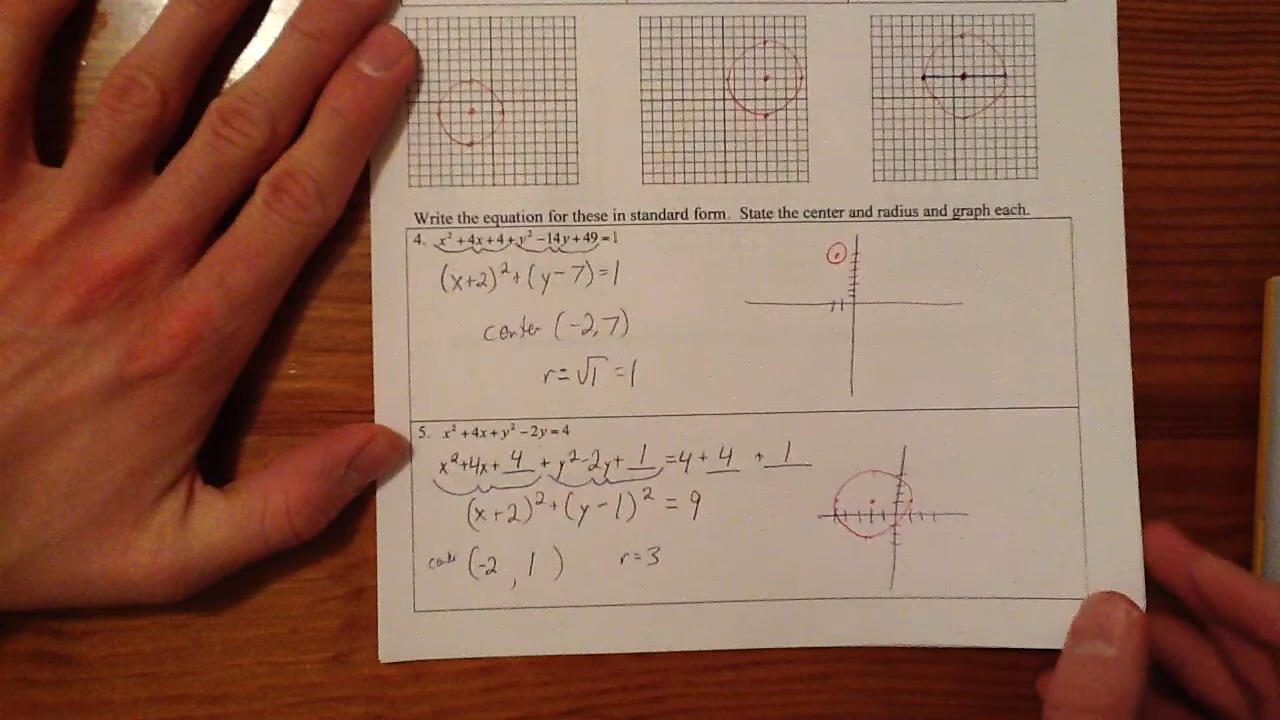 Write the equation for these in standard form. State the center and radius and graph each.
4. x² + 4x + 4 + y² − 14y + 49 = 1
(x+2)² + (y−7) = 1
center (−2, 7)
r = √1 = 1
5. x² + 4x + y² − 2y = 4
x² + 4x + 4 + y² − 2y + 1 = 4 + 4 + 1
(x+2)² + (y−1)² = 9
center (−2, 1) r = 3